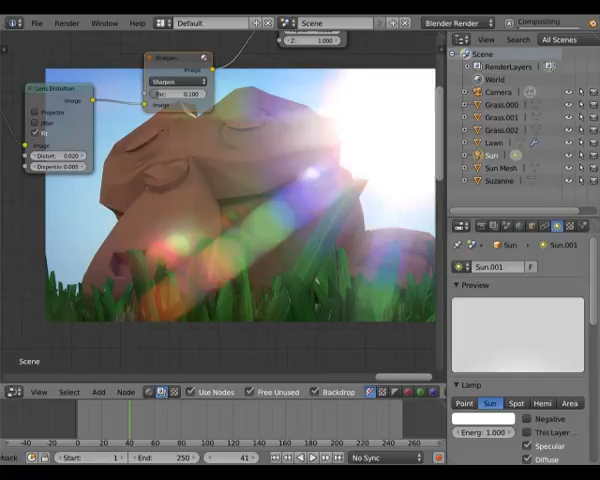 File Render Window Help Default Scene 2 Blender Render Compositing
Z: 1.000
View Search All Scenes
Scene
RenderLayers
World
Camera
Grass.000
Grass.001
Grass.002
Lawn
Sun
Sun Mesh
Suzanne
Sharpen
Image
Sharpen
Fac: 0.100
Image
Lens Distortion
Image
Projector
Jitter
Fit
Image
Distort: 0.020
Dispersio:0.005
Sun Sun.001
Sun.001 F
Preview
Lamp
Point Sun Spot Hemi Area
Negative
Energ: 1.000
This Layer...
Specular
Diffuse
Scene
View Select Add Node Use Nodes Free Unused Backdrop
-40 -20 0 20 40 60 80 100 120 140 160 180 200 220 240 260 280
yback Start: 1 End: 250 41 No Sync